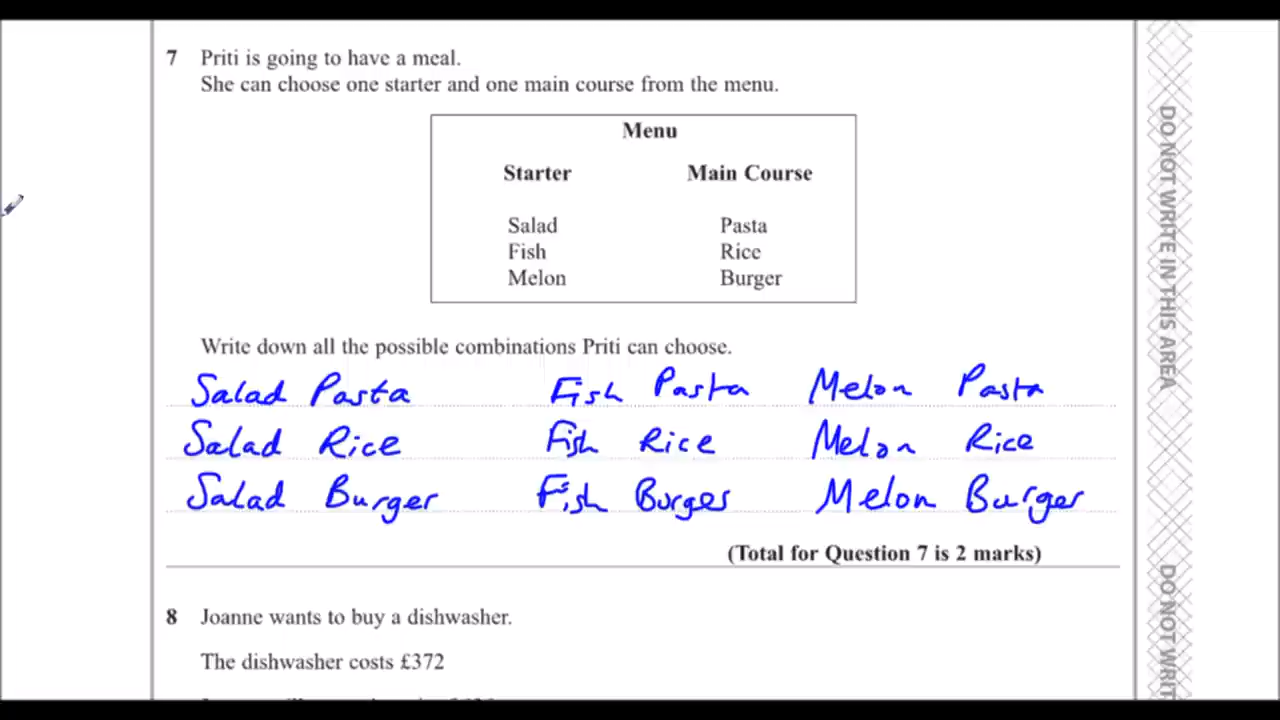 7 Priti is going to have a meal.
She can choose one starter and one main course from the menu.
Menu
Starter Main Course
Salad Pasta
Fish Rice
Melon Burger
Write down all the possible combinations Priti can choose.
Salad Pasta Fish Pasta Melon Pasta
Salad Rice Fish Rice Melon Rice
Salad Burger Fish Burger Melon Burger
(Total for Question 7 is 2 marks)
8 Joanne wants to buy a dishwasher.
The dishwasher costs £372
DO NOT WRITE IN THIS AREA
DO NOT WRIT